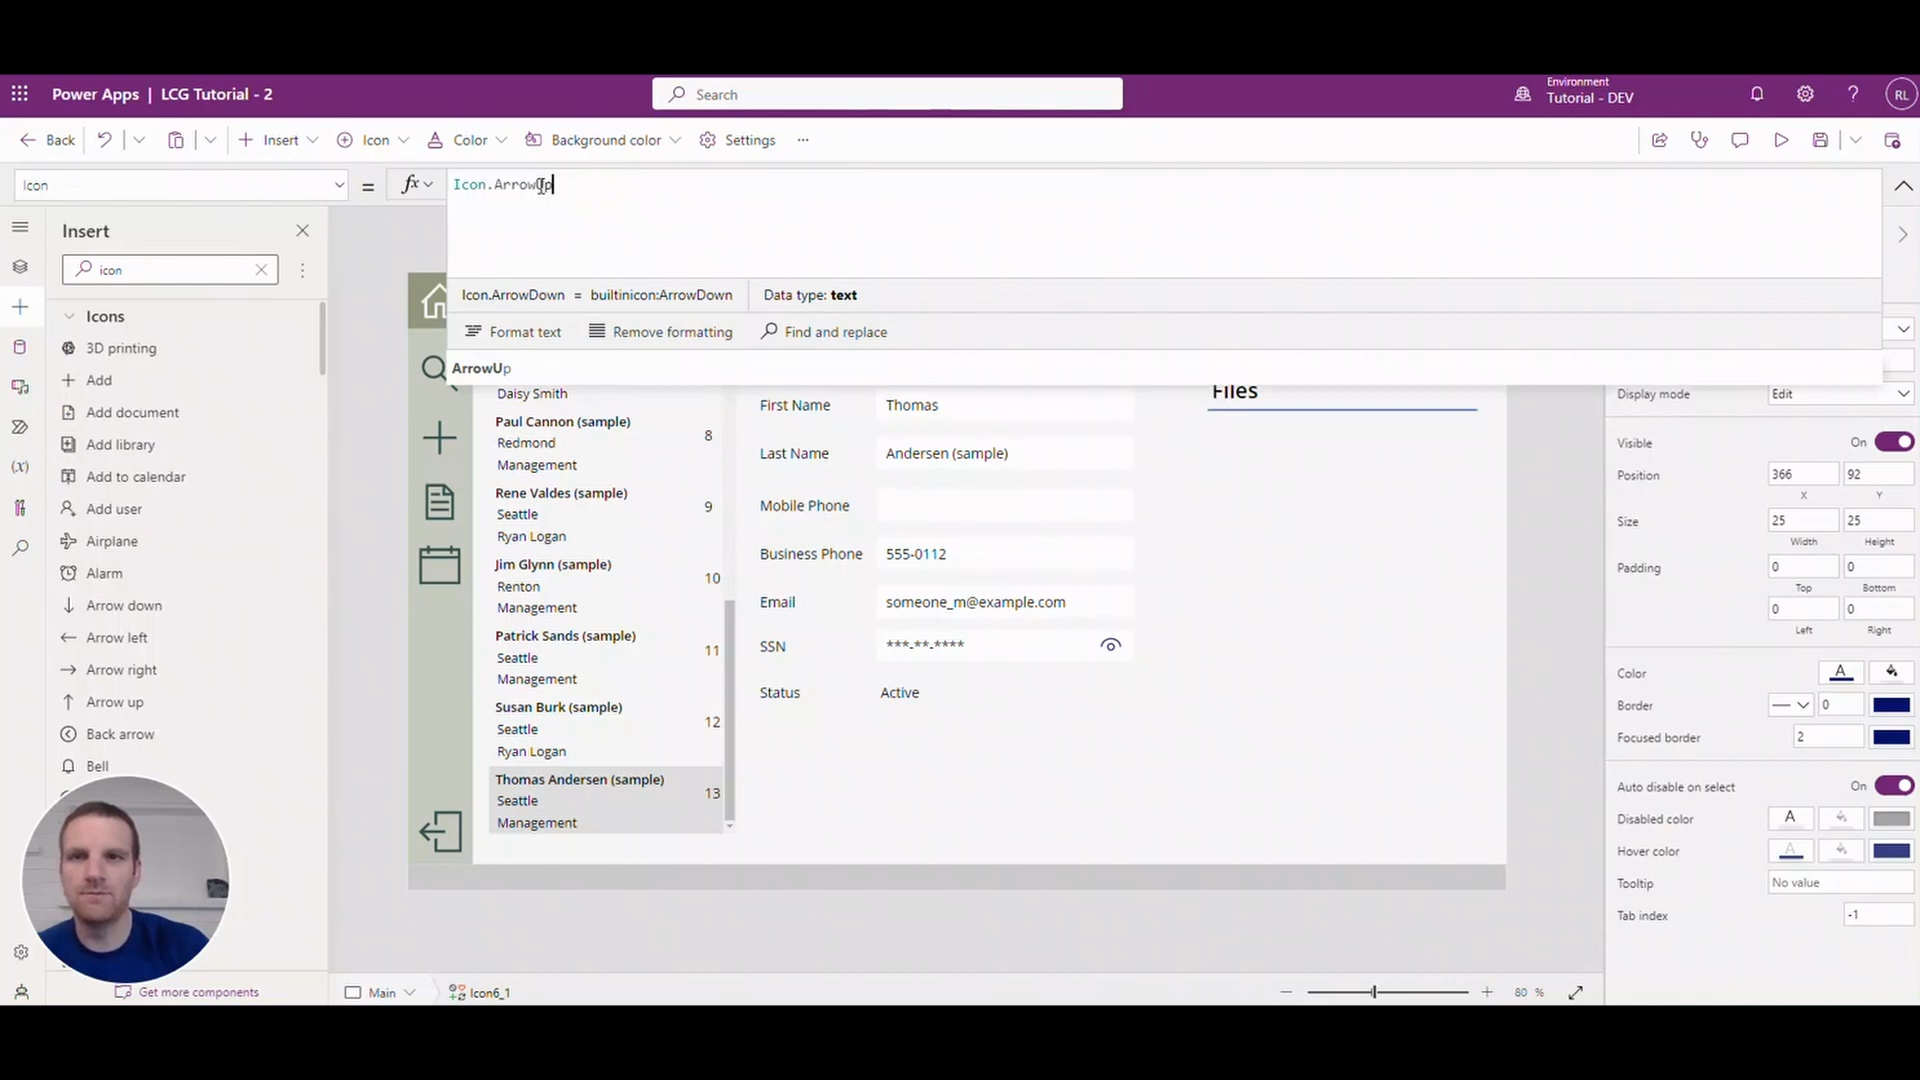 Power Apps | LCG Tutorial - 2
Search
Environment
Tutorial - DEV
RL
Back
Insert
Icon
Color
Background color
Settings
...
Icon
=
fx
Icon.ArrowUp
Insert
icon
Icons
3D printing
Add
Add document
Add library
Add to calendar
Add user
Airplane
Alarm
Arrow down
Arrow left
Arrow right
Arrow up
Back arrow
Bell
Get more components
Icon.ArrowDown = builtinicon:ArrowDown
Data type: text
Format text
Remove formatting
Find and replace
ArrowUp
Daisy Smith
Paul Cannon (sample)
Redmond
8
Management
Rene Valdes (sample)
Seattle
9
Ryan Logan
Jim Glynn (sample)
Renton
10
Management
Patrick Sands (sample)
Seattle
11
Management
Susan Burk (sample)
Seattle
12
Ryan Logan
Thomas Andersen (sample)
Seattle
13
Management
First Name Thomas
Last Name Andersen (sample)
Mobile Phone
Business Phone 555-0112
Email someone_m@example.com
SSN ***-**-****
Status Active
Files
Display mode Edit
Visible On
Position 366 92
X Y
Size 25 25
Width Height
Padding 0 0
Top Bottom
0 0
Left Right
Color A
Border 0
Focused border 2
Auto disable on select On
Disabled color A
Hover color A
Tooltip No value
Tab index -1
Main
Icon6_1
80 %